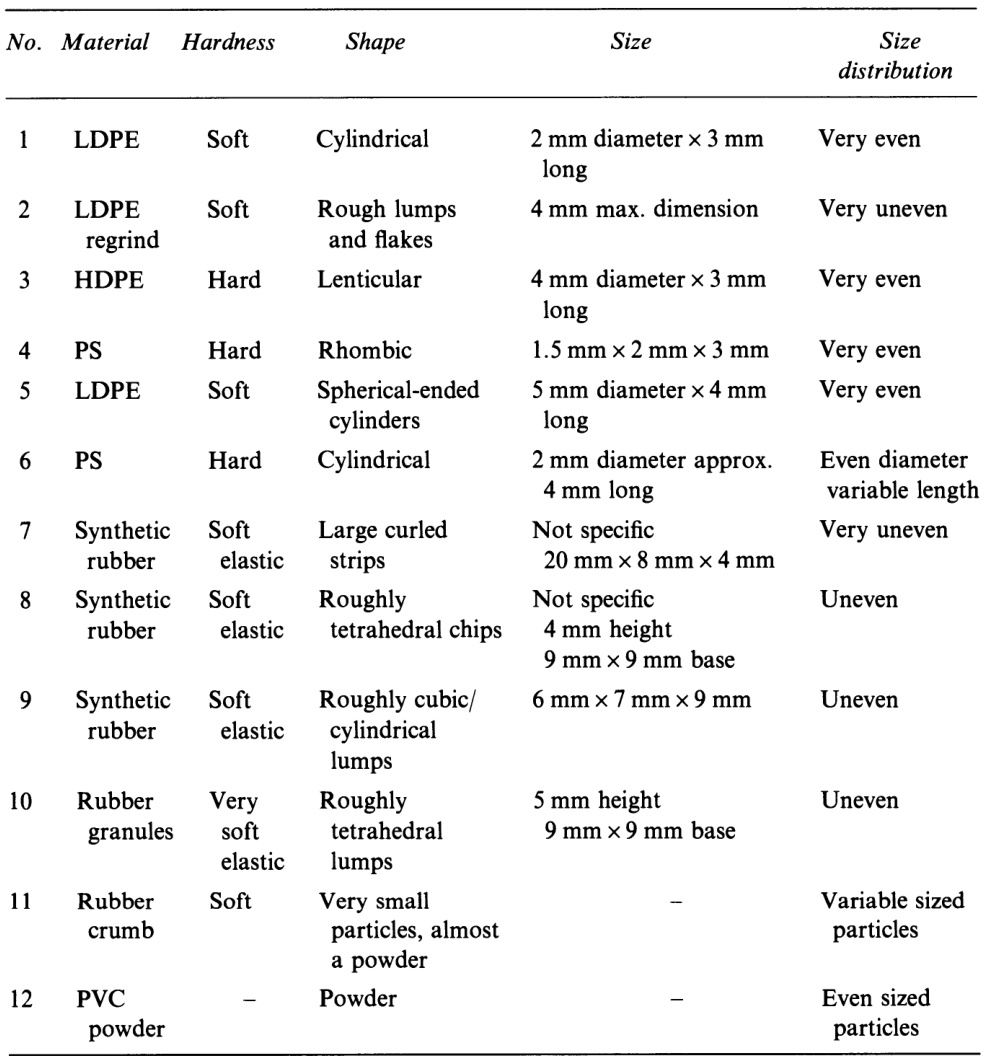 No. Material Hardness Shape Size Size
distribution
1 LDPE Soft Cylindrical 2 mm diameter × 3 mm Very even
long
2 LDPE Soft Rough lumps 4 mm max. dimension Very uneven
regrind and flakes
3 HDPE Hard Lenticular 4 mm diameter × 3 mm Very even
long
4 PS Hard Rhombic 1.5 mm × 2 mm × 3 mm Very even
5 LDPE Soft Spherical-ended 5 mm diameter × 4 mm Very even
cylinders long
6 PS Hard Cylindrical 2 mm diameter approx. Even diameter
4 mm long variable length
7 Synthetic Soft Large curled Not specific Very uneven
rubber elastic strips 20 mm × 8 mm × 4 mm
8 Synthetic Soft Roughly Not specific Uneven
rubber elastic tetrahedral chips 4 mm height
9 mm × 9 mm base
9 Synthetic Soft Roughly cubic/ 6 mm × 7 mm × 9 mm Uneven
rubber elastic cylindrical
lumps
10 Rubber Very Roughly 5 mm height Uneven
granules soft tetrahedral 9 mm × 9 mm base
elastic lumps
11 Rubber Soft Very small – Variable sized
crumb particles, almost particles
a powder
12 PVC – Powder – Even sized
powder particles